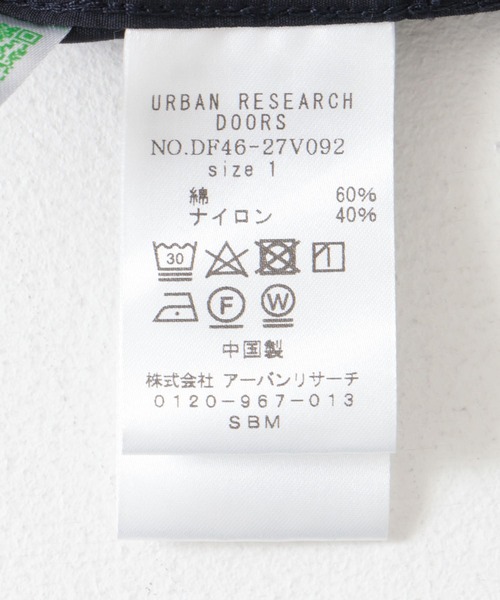 URBAN RESEARCH
DOORS
NO.DF46-27V092
size 1
綿 60%
ナイロン 40%
30
F W
中国製
株式会社 アーバンリサーチ
0120-967-013
SBM